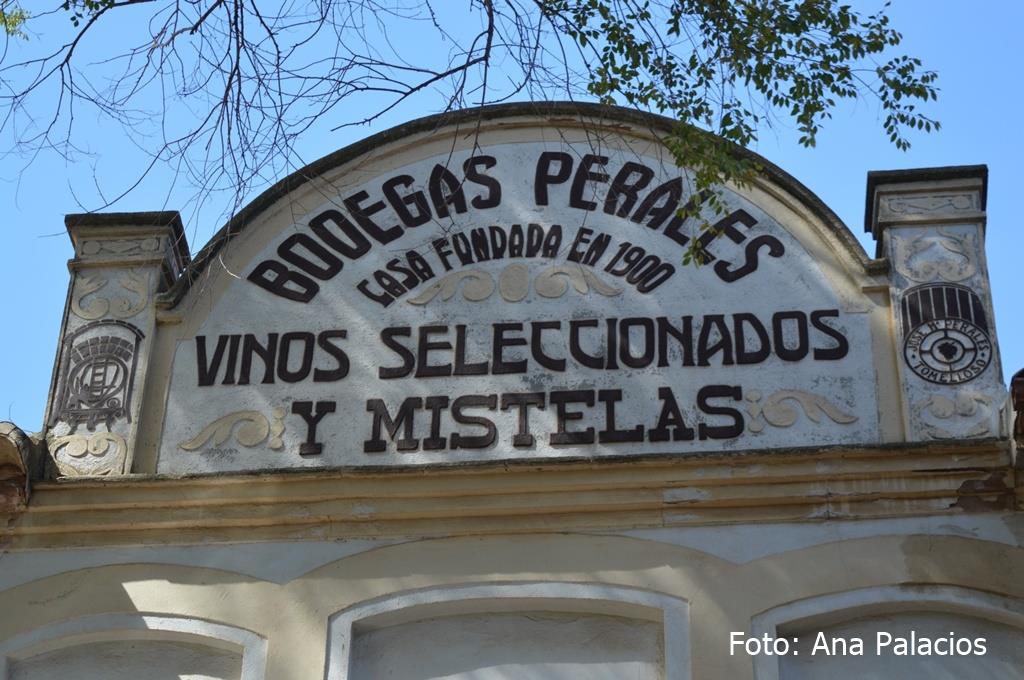 BODEGAS PERALES
CASA FUNDADA EN 1900
VINOS SELECCIONADOS
Y MISTELAS
PERALES
TOMELLOSO
Foto: Ana Palacios